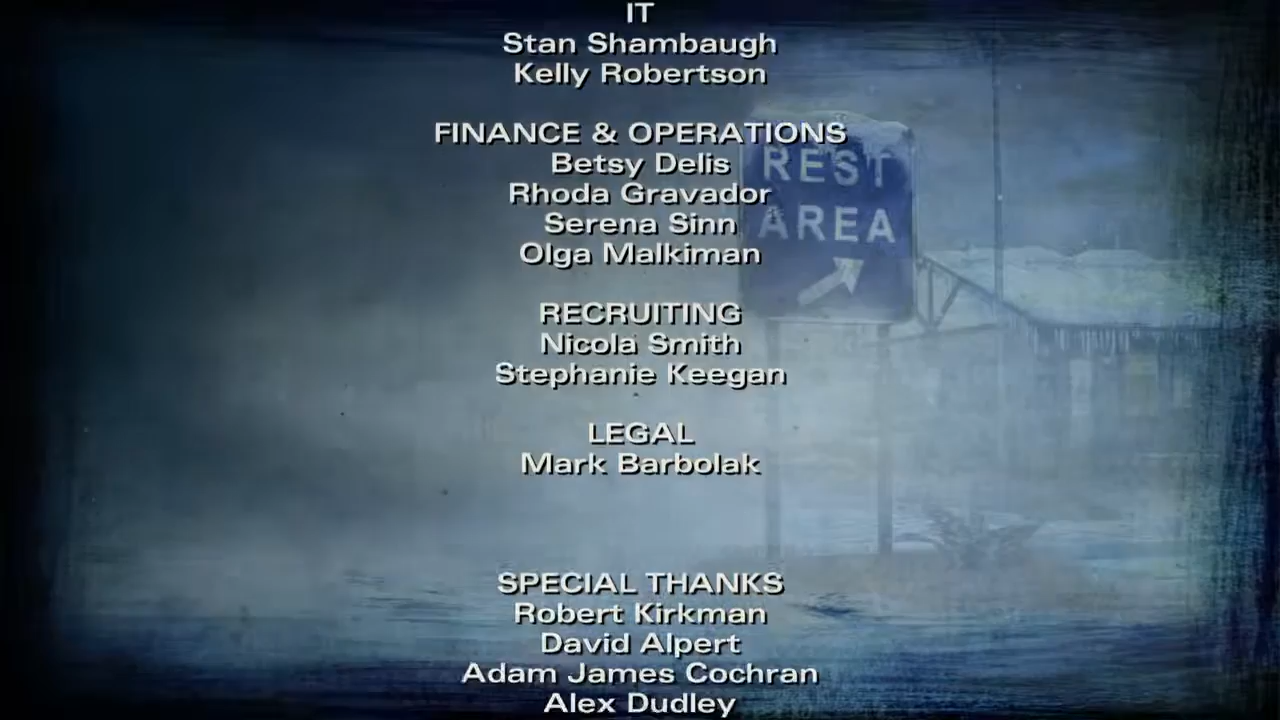 IT
Stan Shambaugh
Kelly Robertson
FINANCE & OPERATIONS
Betsy Delis
Rhoda Gravador
Serena Sinn
Olga Malkiman
RECRUITING
Nicola Smith
Stephanie Keegan
LEGAL
Mark Barbolak
SPECIAL THANKS
Robert Kirkman
David Alpert
Adam James Cochran
Alex Dudley
REST
AREA